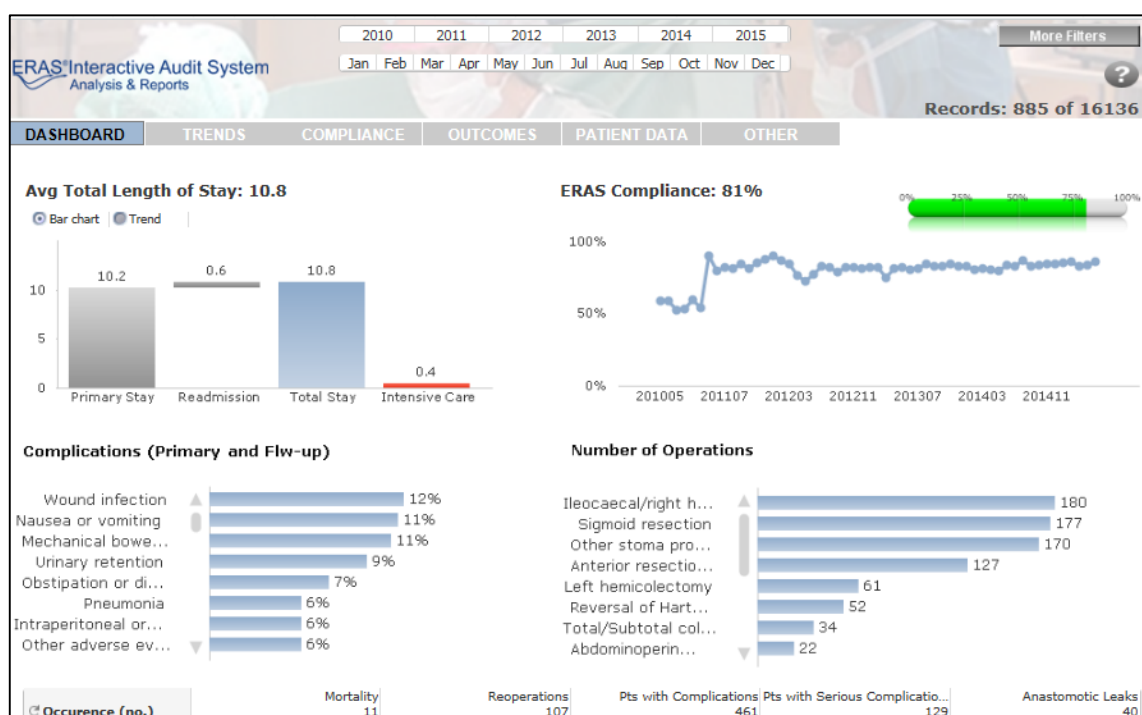 2010 2011 2012 2013 2014 2015
More Filters
Jan Feb Mar Apr May Jun Jul Aug Sep Oct Nov Dec
ERAS® Interactive Audit System
Analysis & Reports
?
Records: 885 of 16136
DASHBOARD TRENDS COMPLIANCE OUTCOMES PATIENT DATA OTHER
Avg Total Length of Stay: 10.8
Bar chart Trend
10.2 0.6 10.8 0.4
10
5
0
Primary Stay Readmission Total Stay Intensive Care
ERAS Compliance: 81%
0% 25% 50% 75% 100%
100%
50%
0%
201005 201107 201203 201211 201307 201403 201411
Complications (Primary and Flw-up)
Wound infection 12%
Nausea or vomiting 11%
Mechanical bowe... 11%
Urinary retention 9%
Obstipation or di... 7%
Pneumonia 6%
Intraperitoneal or... 6%
Other adverse ev... 6%
Number of Operations
Ileocaecal/right h... 180
Sigmoid resection 177
Other stoma pro... 170
Anterior resectio... 127
Left hemicolectomy 61
Reversal of Hart... 52
Total/Subtotal col... 34
Abdominoperin... 22
Mortality Reoperations Pts with Complications Pts with Serious Complicatio... Anastomotic Leaks
Occurence (no.) 11 107 461 129 40